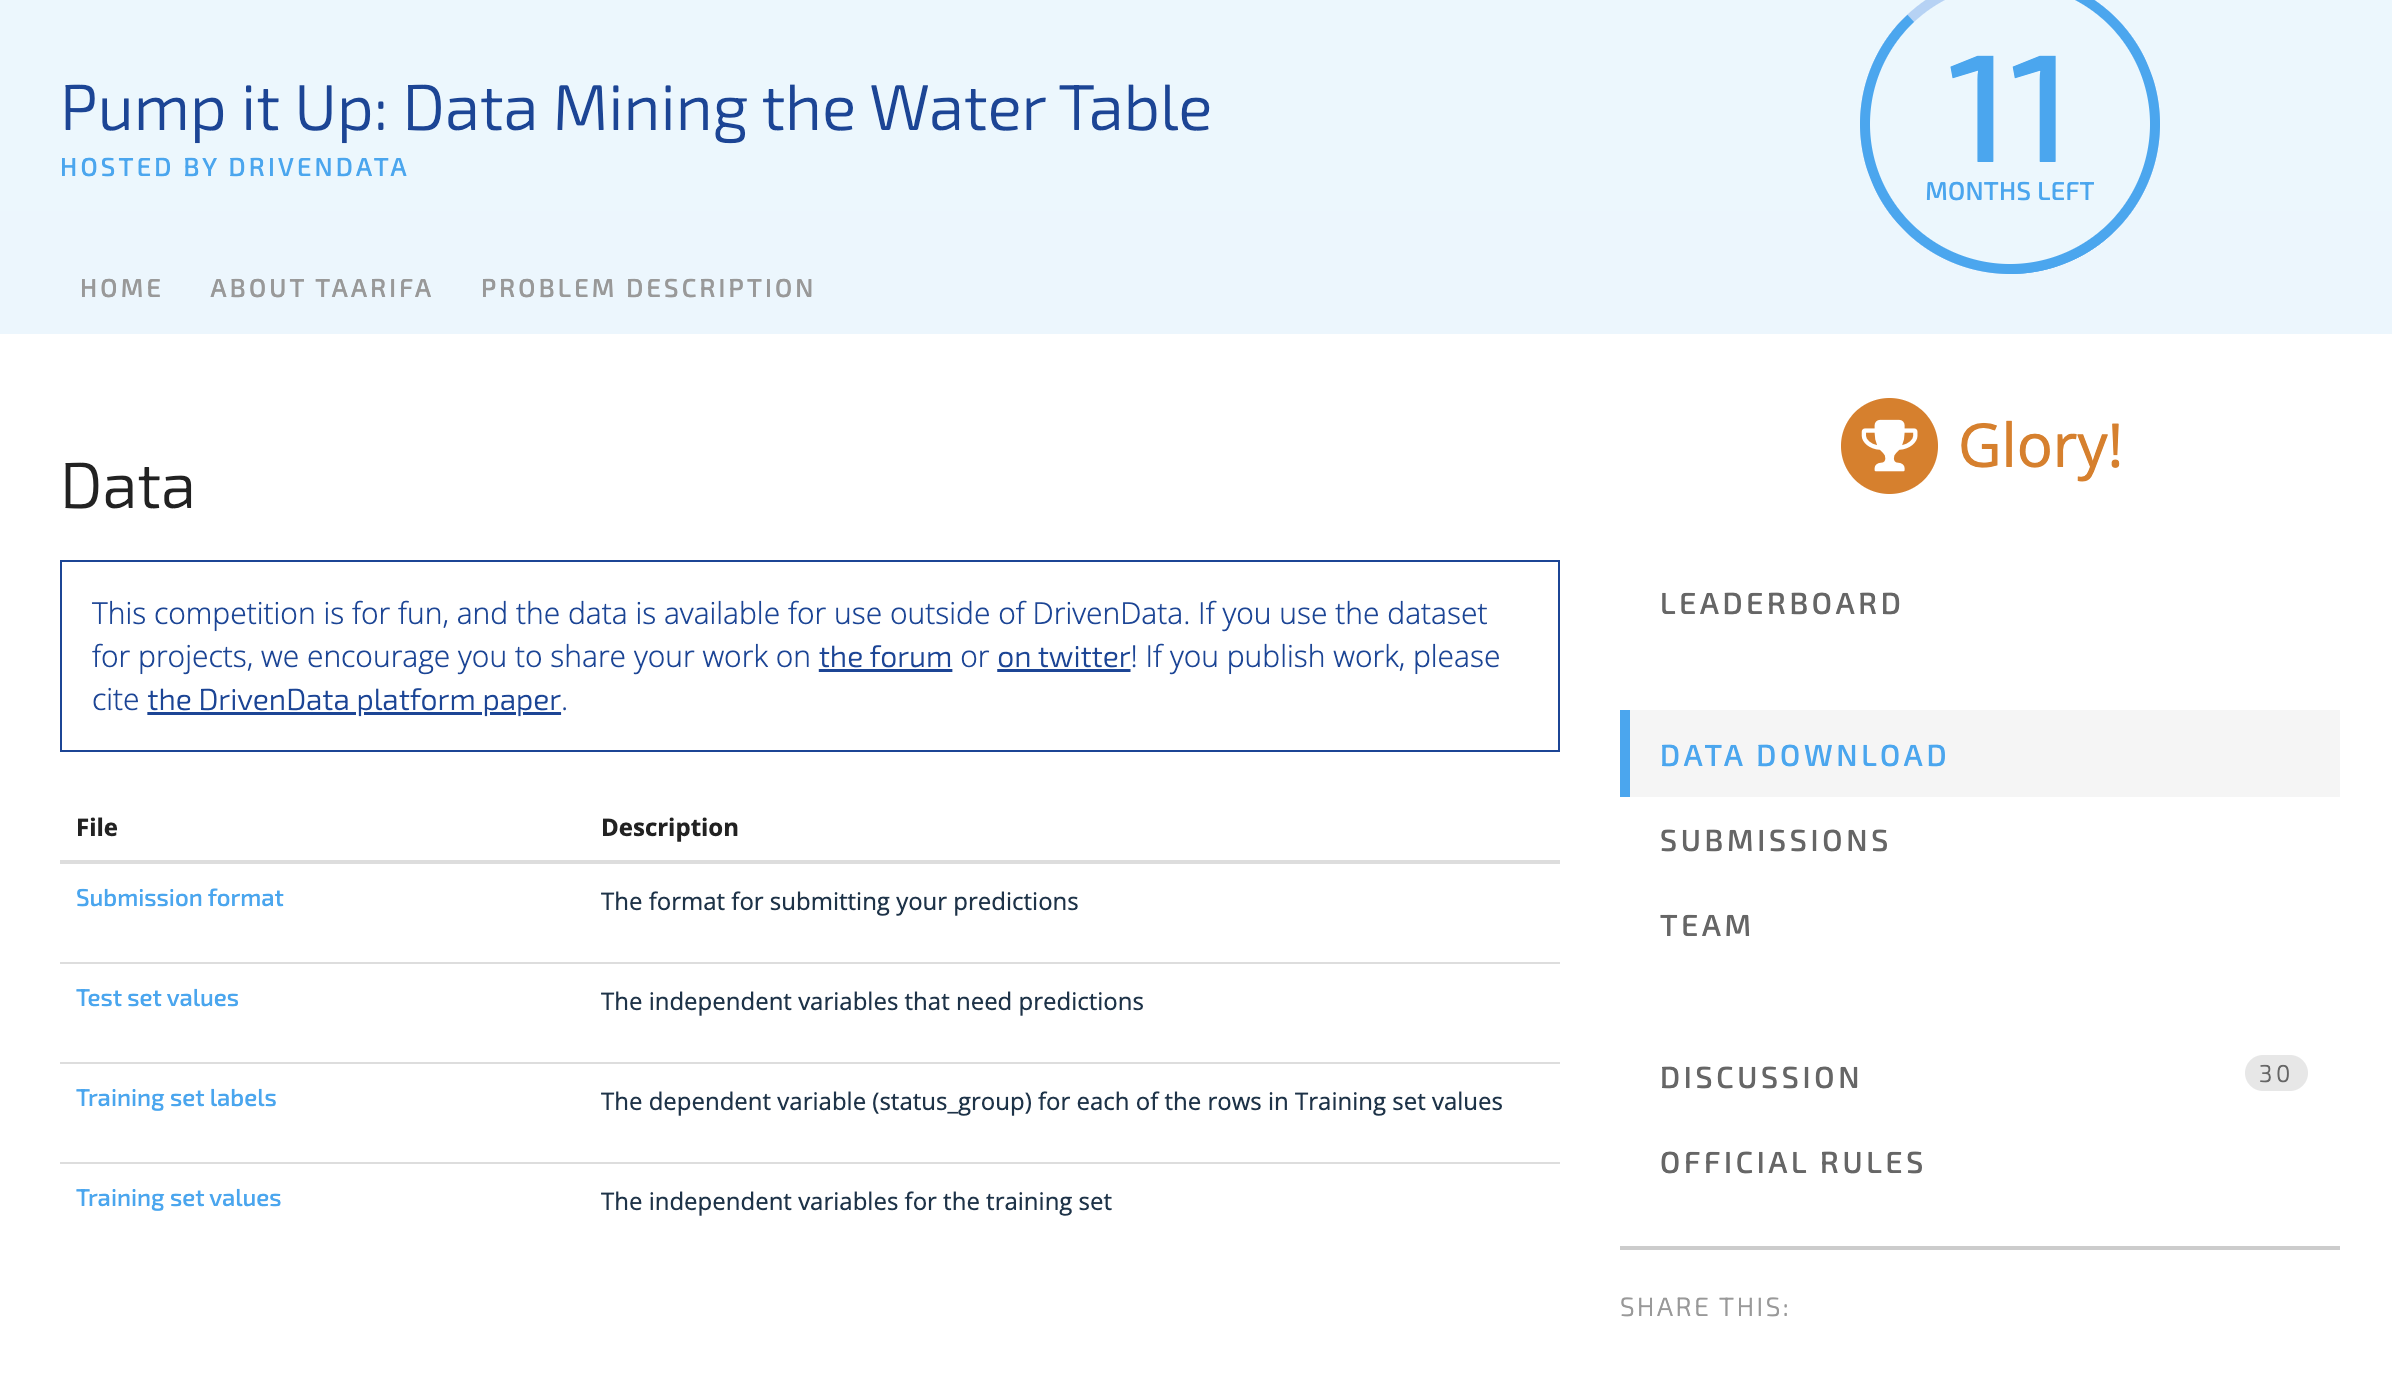 Pump it Up: Data Mining the Water Table
HOSTED BY DRIVENDATA
11
MONTHS LEFT
HOME ABOUT TAARIFA PROBLEM DESCRIPTION
Data
This competition is for fun, and the data is available for use outside of DrivenData. If you use the dataset
for projects, we encourage you to share your work on the forum or on twitter! If you publish work, please
cite the DrivenData platform paper.
File Description
Submission format The format for submitting your predictions
Test set values The independent variables that need predictions
Training set labels The dependent variable (status_group) for each of the rows in Training set values
Training set values The independent variables for the training set
Glory!
LEADERBOARD
DATA DOWNLOAD
SUBMISSIONS
TEAM
DISCUSSION 30
OFFICIAL RULES
SHARE THIS: